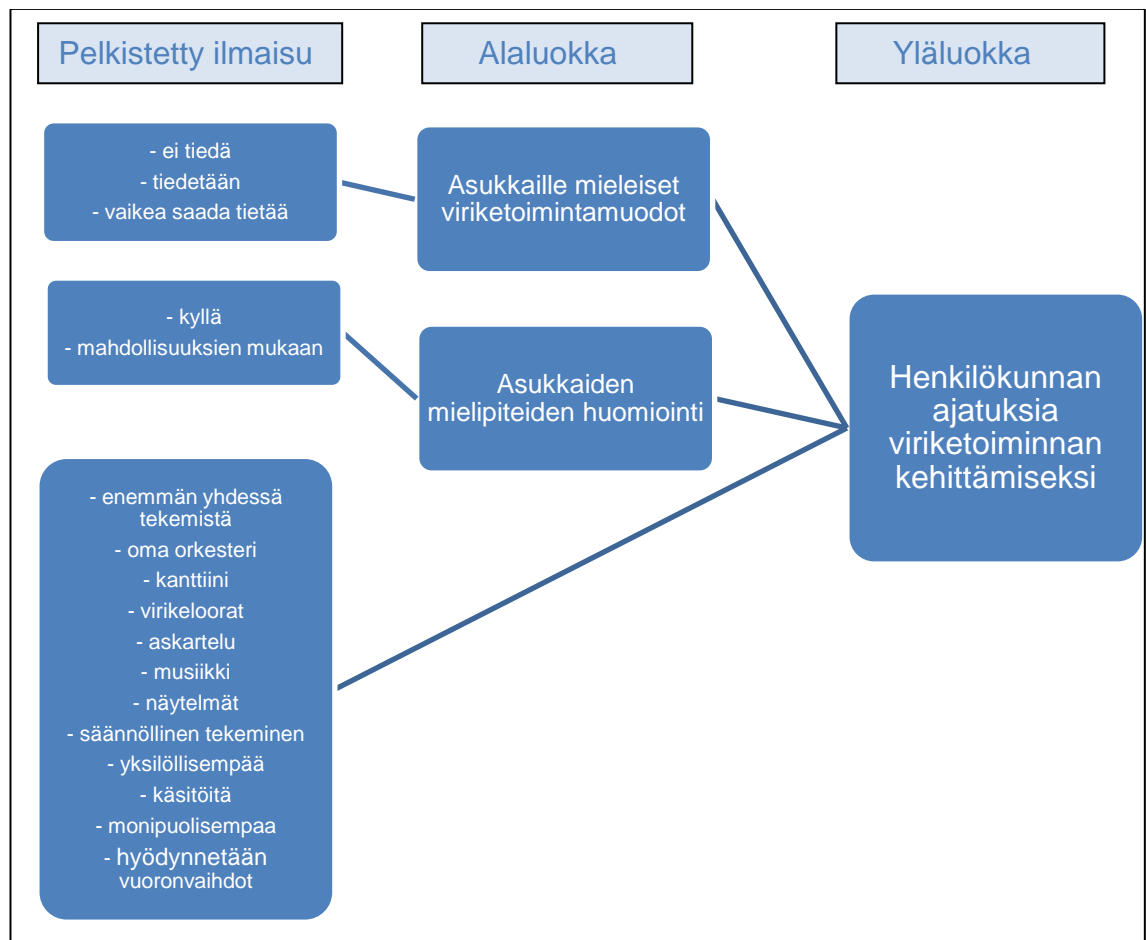 Pelkistetty ilmaisu
Alaluokka
Yläluokka
- ei tiedä
- tiedetään
- vaikea saada tietää
Asukkaille mieleiset
viriketoimintamuodot
- kyllä
- mahdollisuuksien mukaan
Asukkaiden
mielipiteiden huomiointi
Henkilökunnan
ajatuksia
viriketoiminnan
kehittämiseksi
- enemmän yhdessä
tekemistä
- oma orkesteri
- kanttiini
- virikeloorat
- askartelu
- musiikki
- näytelmät
- säännöllinen tekeminen
- yksilöllisempää
- käsitöitä
- monipuolisempaa
- hyödynnetään
vuoronvaihdot